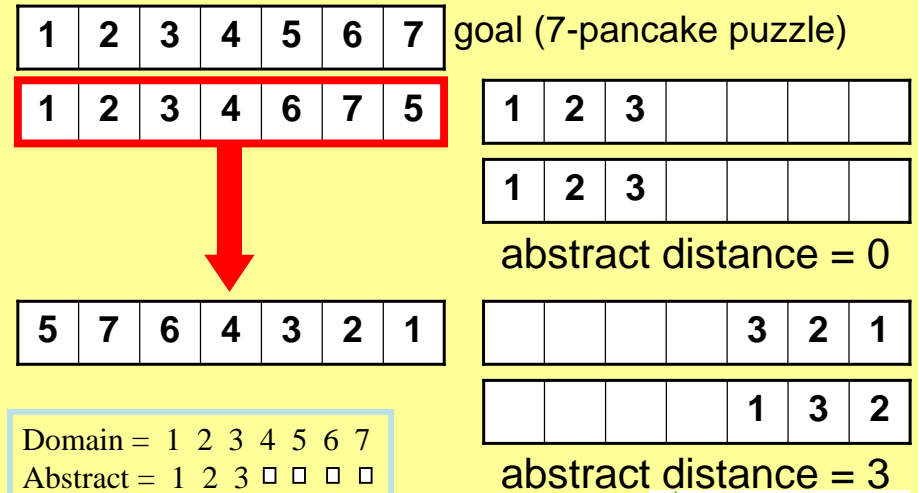 1 2 3 4 5 6 7 goal (7-pancake puzzle)
1 2 3 4 6 7 5
1 2 3
1 2 3
abstract distance = 0
5 7 6 4 3 2 1
3 2 1
1 3 2
abstract distance = 3
Domain = 1 2 3 4 5 6 7
Abstract = 1 2 3 □ □ □ □